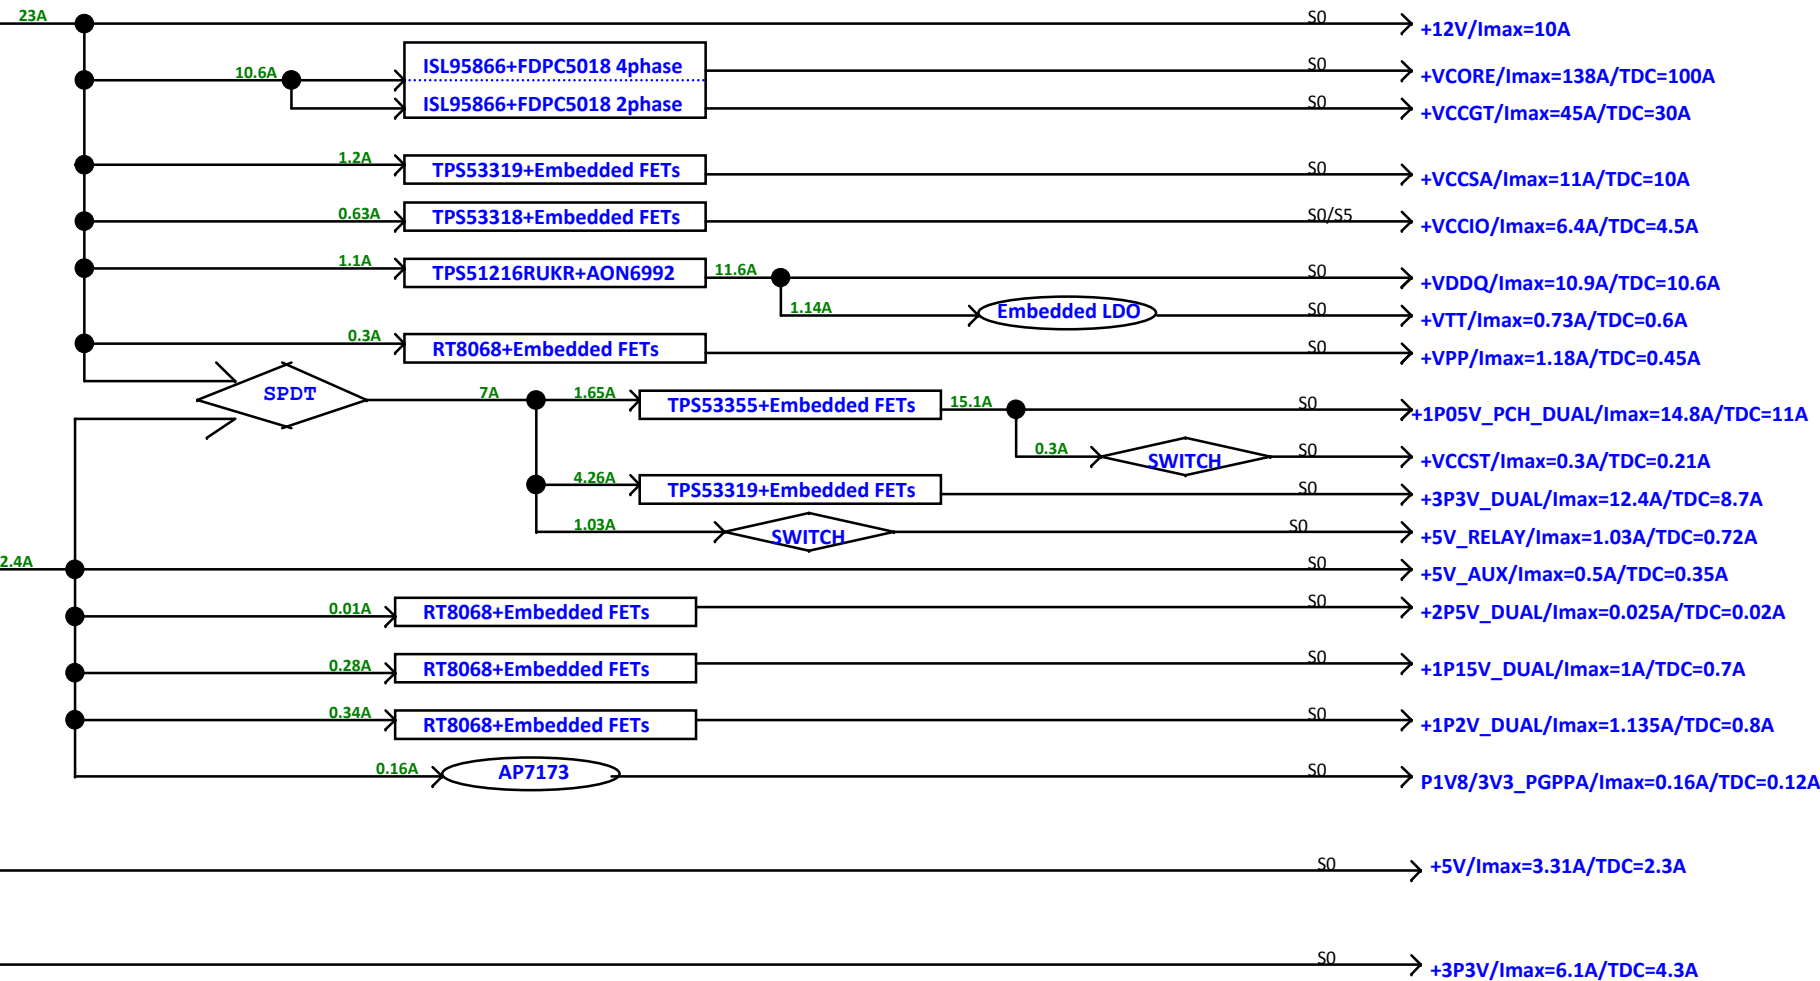 23A
S0
+12V/Imax=10A
10.6A
ISL95866+FDPC5018 4phase
S0
+VCORE/Imax=138A/TDC=100A
ISL95866+FDPC5018 2phase
S0
+VCCGT/Imax=45A/TDC=30A
1.2A
TPS53319+Embedded FETs
S0
+VCCSA/Imax=11A/TDC=10A
0.63A
TPS53318+Embedded FETs
S0/S5
+VCCIO/Imax=6.4A/TDC=4.5A
1.1A
TPS51216RUKR+AON6992
11.6A
S0
+VDDQ/Imax=10.9A/TDC=10.6A
1.14A
Embedded LDO
S0
+VTT/Imax=0.73A/TDC=0.6A
0.3A
RT8068+Embedded FETs
S0
+VPP/Imax=1.18A/TDC=0.45A
SPDT
7A
1.65A
TPS53355+Embedded FETs
15.1A
S0
+1P05V_PCH_DUAL/Imax=14.8A/TDC=11A
0.3A
SWITCH
S0
+VCCST/Imax=0.3A/TDC=0.21A
4.26A
TPS53319+Embedded FETs
S0
+3P3V_DUAL/Imax=12.4A/TDC=8.7A
1.03A
SWITCH
S0
+5V_RELAY/Imax=1.03A/TDC=0.72A
2.4A
S0
+5V_AUX/Imax=0.5A/TDC=0.35A
0.01A
RT8068+Embedded FETs
S0
+2P5V_DUAL/Imax=0.025A/TDC=0.02A
0.28A
RT8068+Embedded FETs
S0
+1P15V_DUAL/Imax=1A/TDC=0.7A
0.34A
RT8068+Embedded FETs
S0
+1P2V_DUAL/Imax=1.135A/TDC=0.8A
0.16A
AP7173
S0
P1V8/3V3_PGPPA/Imax=0.16A/TDC=0.12A
S0
+5V/Imax=3.31A/TDC=2.3A
S0
+3P3V/Imax=6.1A/TDC=4.3A